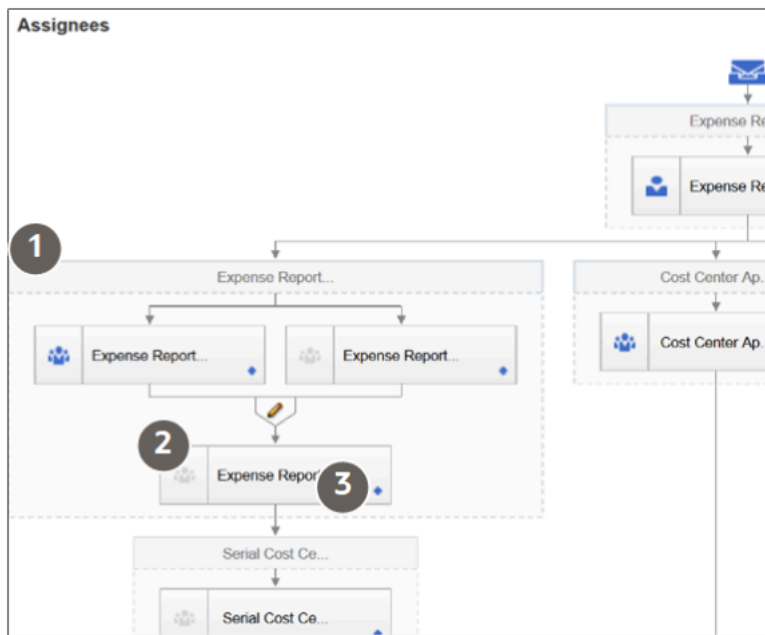 Assignees
Expense Re
Expense Re
1
Expense Report...
Cost Center Ap...
Expense Report...
Expense Report...
Cost Center Ap...
2
Expense Repor
3
Serial Cost Ce...
Serial Cost Ce...